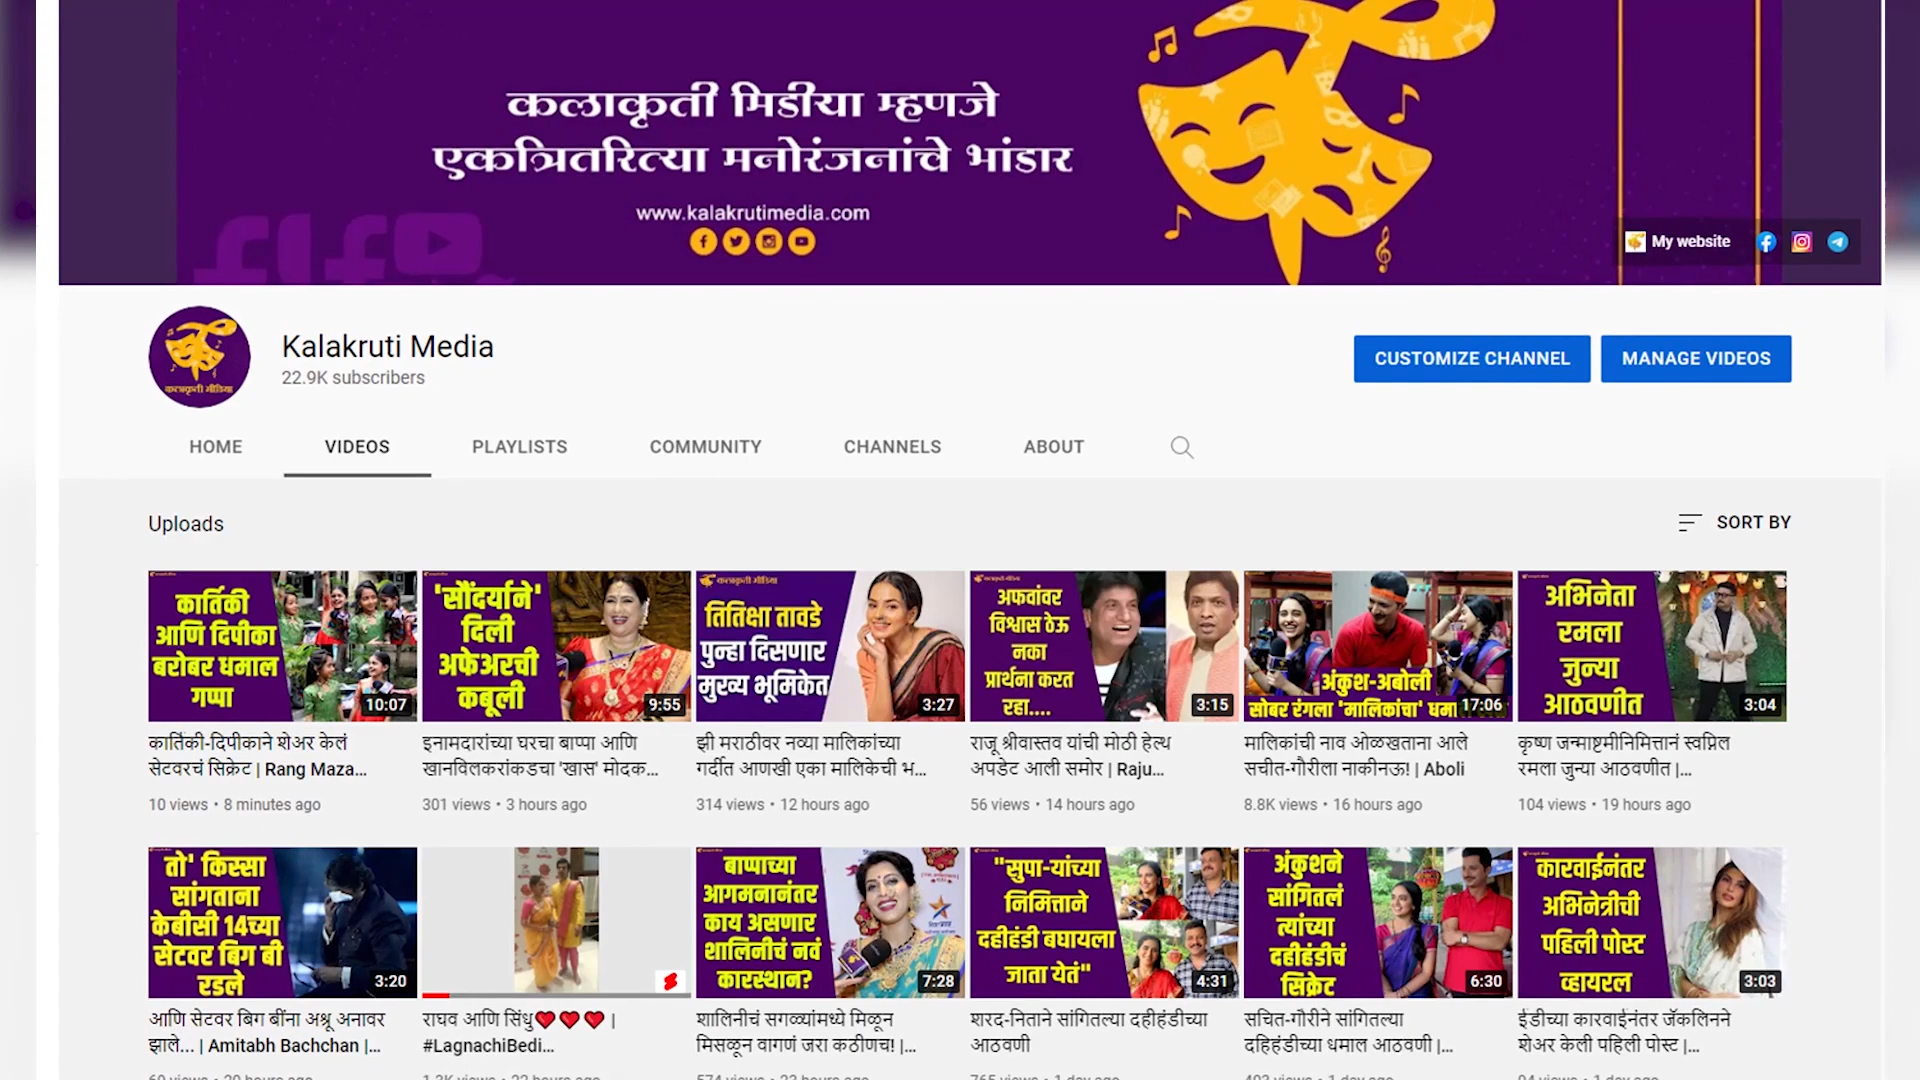 कलाकृती मिडीया म्हणजे
एकत्रितरित्या मनोरंजनांचे भांडार
www.kalakrutimedia.com
My website
कलाकृती मीडिया
Kalakruti Media
22.9K subscribers
CUSTOMIZE CHANNEL
MANAGE VIDEOS
HOME
VIDEOS
PLAYLISTS
COMMUNITY
CHANNELS
ABOUT
Uploads
SORT BY
कार्तिकी
आणि दिपीका
बरोबर धमाल
गप्पा
10:07
कार्तिकी-दिपीकाने शेअर केलं
सेटवरचं सिक्रेट | Rang Maza...
10 views • 8 minutes ago
'सौंदर्याने'
दिली
अफेअरची
कबूली
9:55
इनामदारांच्या घरचा बाप्पा आणि
खानविलकरांकडचा 'खास' मोदक...
301 views • 3 hours ago
कलाकृती मीडिया
तितिक्षा तावडे
पुन्हा दिसणार
मुख्य भूमिकेत
3:27
झी मराठीवर नव्या मालिकांच्या
गर्दीत आणखी एका मालिकेची भ...
314 views • 12 hours ago
अफवांवर
विश्वास ठेऊ
नका
प्रार्थना करत
रहा....
3:15
राजू श्रीवास्तव यांची मोठी हेल्थ
अपडेट आली समोर | Raju...
56 views • 14 hours ago
अंकुश-अबोली
सोबर रंगला 'मालिकांचा' धमा
17:06
मालिकांची नाव ओळखताना आले
सचीत-गौरीला नाकीनऊ! | Aboli
8.8K views • 16 hours ago
अभिनेता
रमला
जुन्या
आठवणीत
3:04
कृष्ण जन्माष्टमीनिमित्तानं स्वप्निल
रमला जुन्या आठवणीत |...
104 views • 19 hours ago
तो' किस्सा
सांगताना
केबीसी 14च्या
सेटवर बिग बी
रडले
3:20
आणि सेटवर बिग बींना अश्रू अनावर
झाले... | Amitabh Bachchan |...
राघव आणि सिंधु❤❤❤ |
#LagnachiBedi...
बाप्पाच्या
आगमनानंतर
काय असणार
शालिनीचं नवं
कारस्थान?
7:28
शालिनीचं सगळ्यांमध्ये मिळून
मिसळून वागणं जरा कठीणच! |...
"सुपा-यांच्या
निमित्ताने
दहीहंडी बघायला
जाता येतं"
4:31
शरद-निताने सांगितल्या दहीहंडीच्या
आठवणी
अंकुशने
सांगितलं
त्यांच्या
दहीहंडीचं
सिक्रेट
6:30
सचित-गौरीने सांगितल्या
दहिहंडीच्या धमाल आठवणी |...
कारवाईनंतर
अभिनेत्रीची
पहिली पोस्ट
व्हायरल
3:03
ईडीच्या कारवाईनंतर जॅकलिनने
शेअर केली पहिली पोस्ट |...